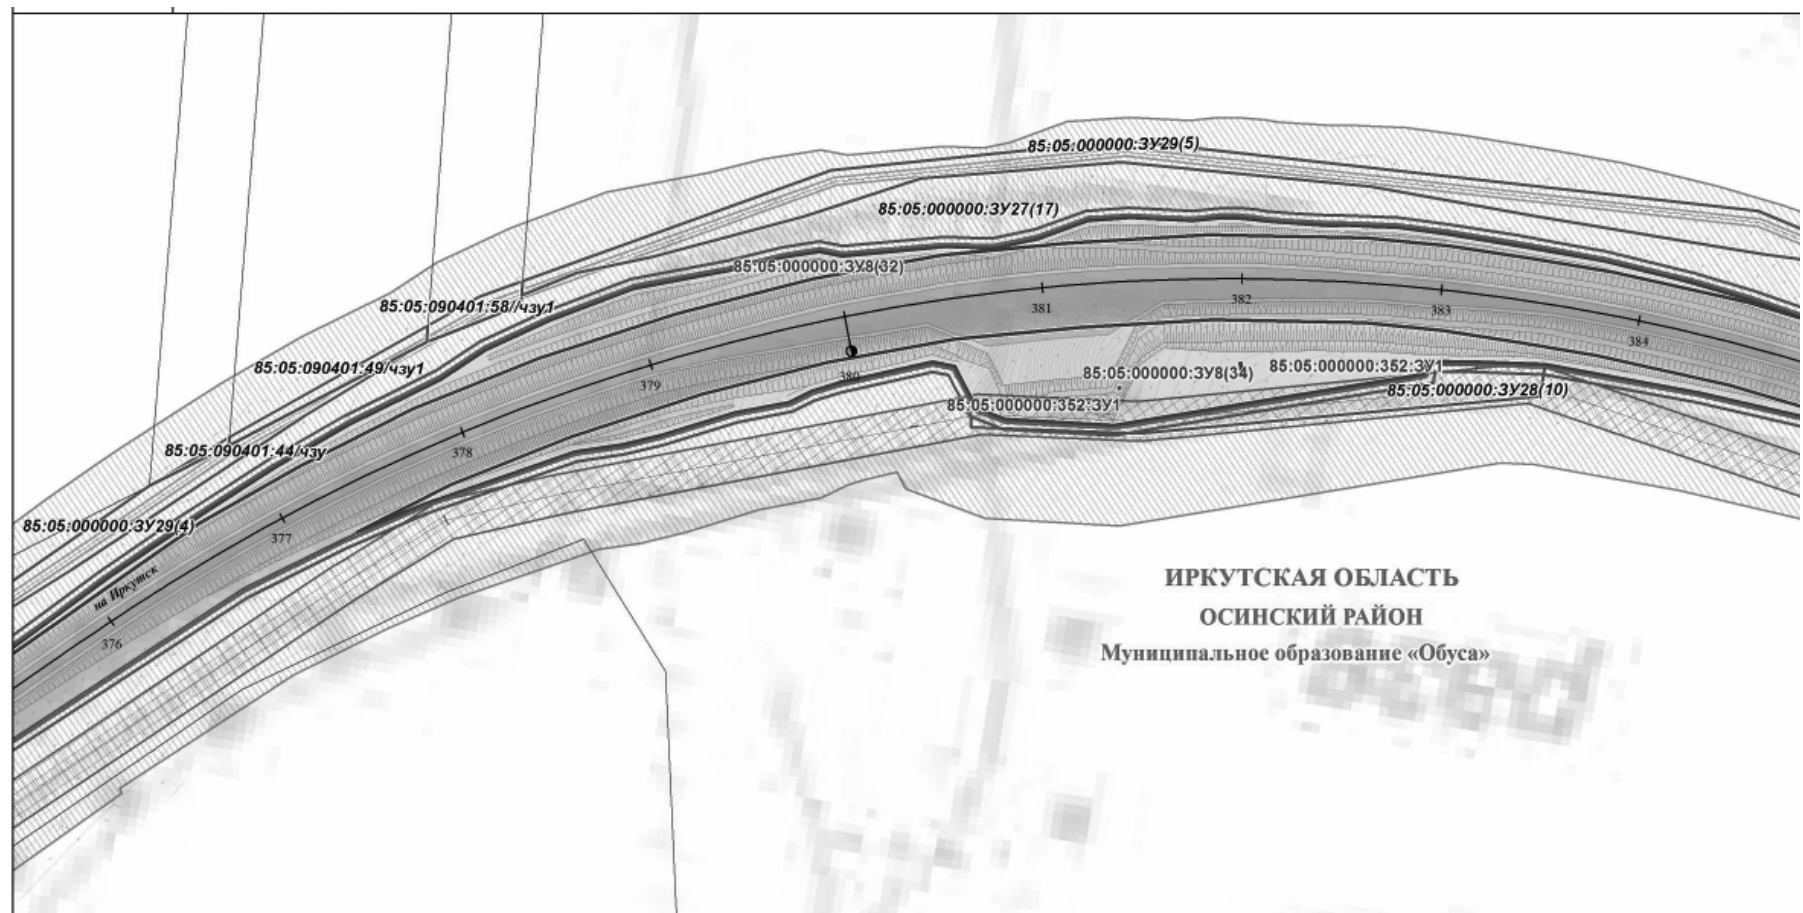 85:05:000000:ЗУ29(5)
85:05:000000:ЗУ27(17)
85:05:000000:ЗУ8(32)
85:05:090401:58//чзу1
381
382
383
384
85:05:090401:49/чзу1
379
380
85:05:000000:ЗУ8(34)
85:05:000000:352:ЗУ1
85:05:000000:ЗУ28(10)
85:05:000000:352:ЗУ1
85:05:090401:44/чзу
378
85:05:000000:ЗУ29(4)
377
на Иркутск
376
ИРКУТСКАЯ ОБЛАСТЬ
ОСИНСКИЙ РАЙОН
Муниципальное образование «Обуса»